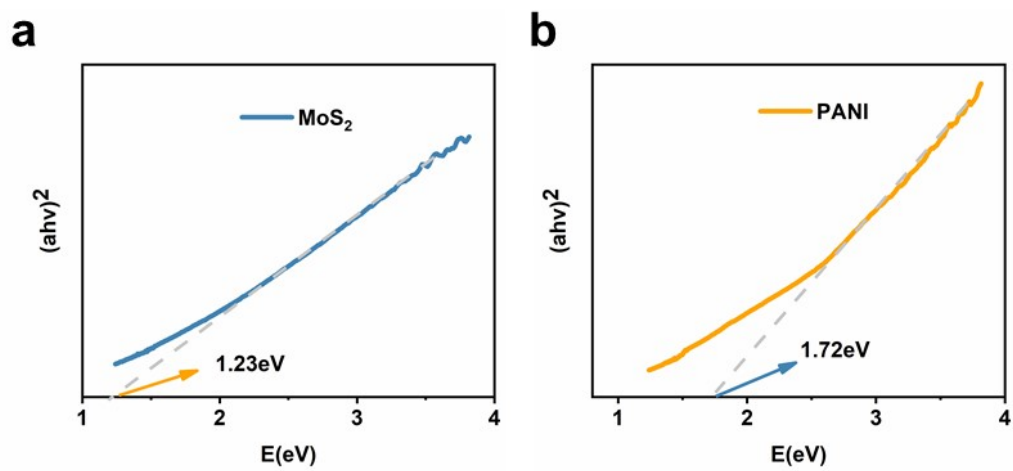 a
MoS₂
(ahv)²
1.23eV
1 2 3 4
E(eV)
b
PANI
(ahv)²
1.72eV
1 2 3 4
E(eV)